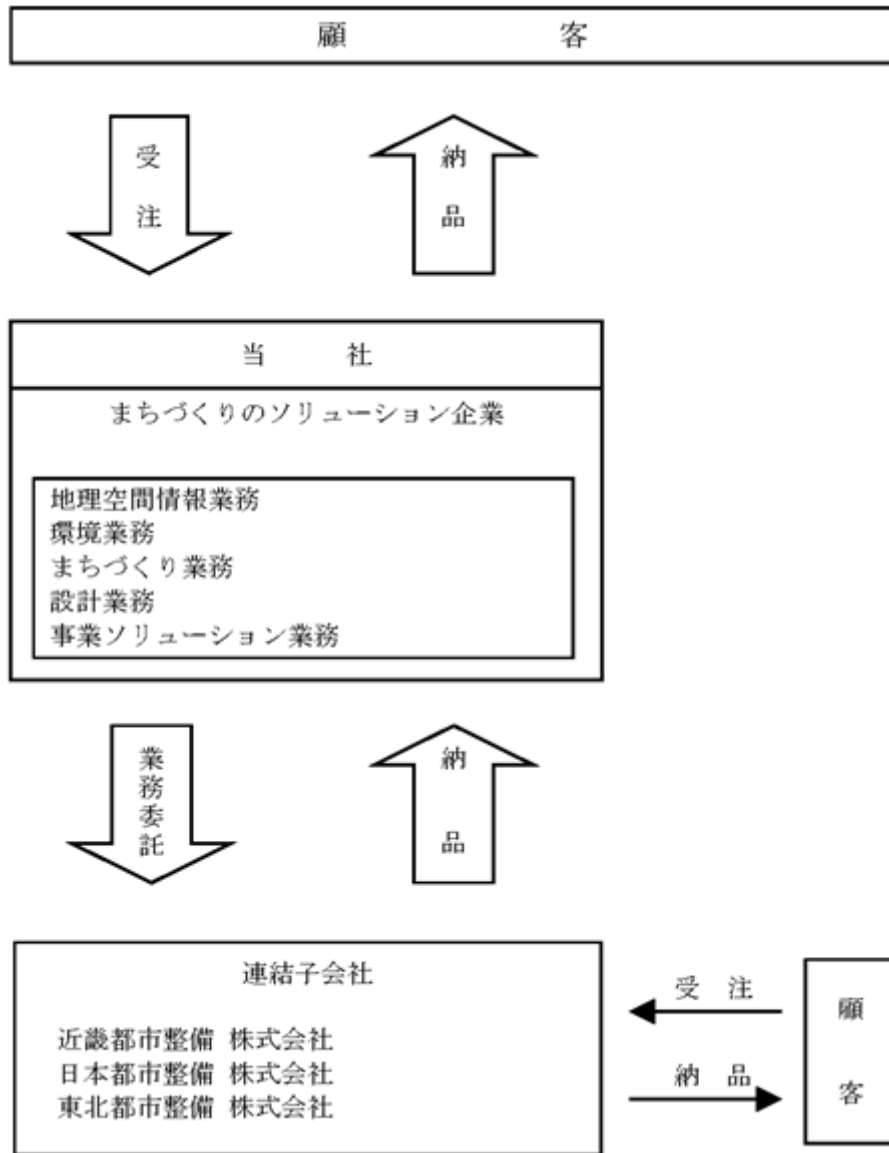 顧客
受注
納品
当社
まちづくりのソリューション企業
地理空間情報業務
環境業務
まちづくり業務
設計業務
事業ソリューション業務
業務委託
納品
連結子会社
近畿都市整備 株式会社
日本都市整備 株式会社
東北都市整備 株式会社
受注
納品
顧客